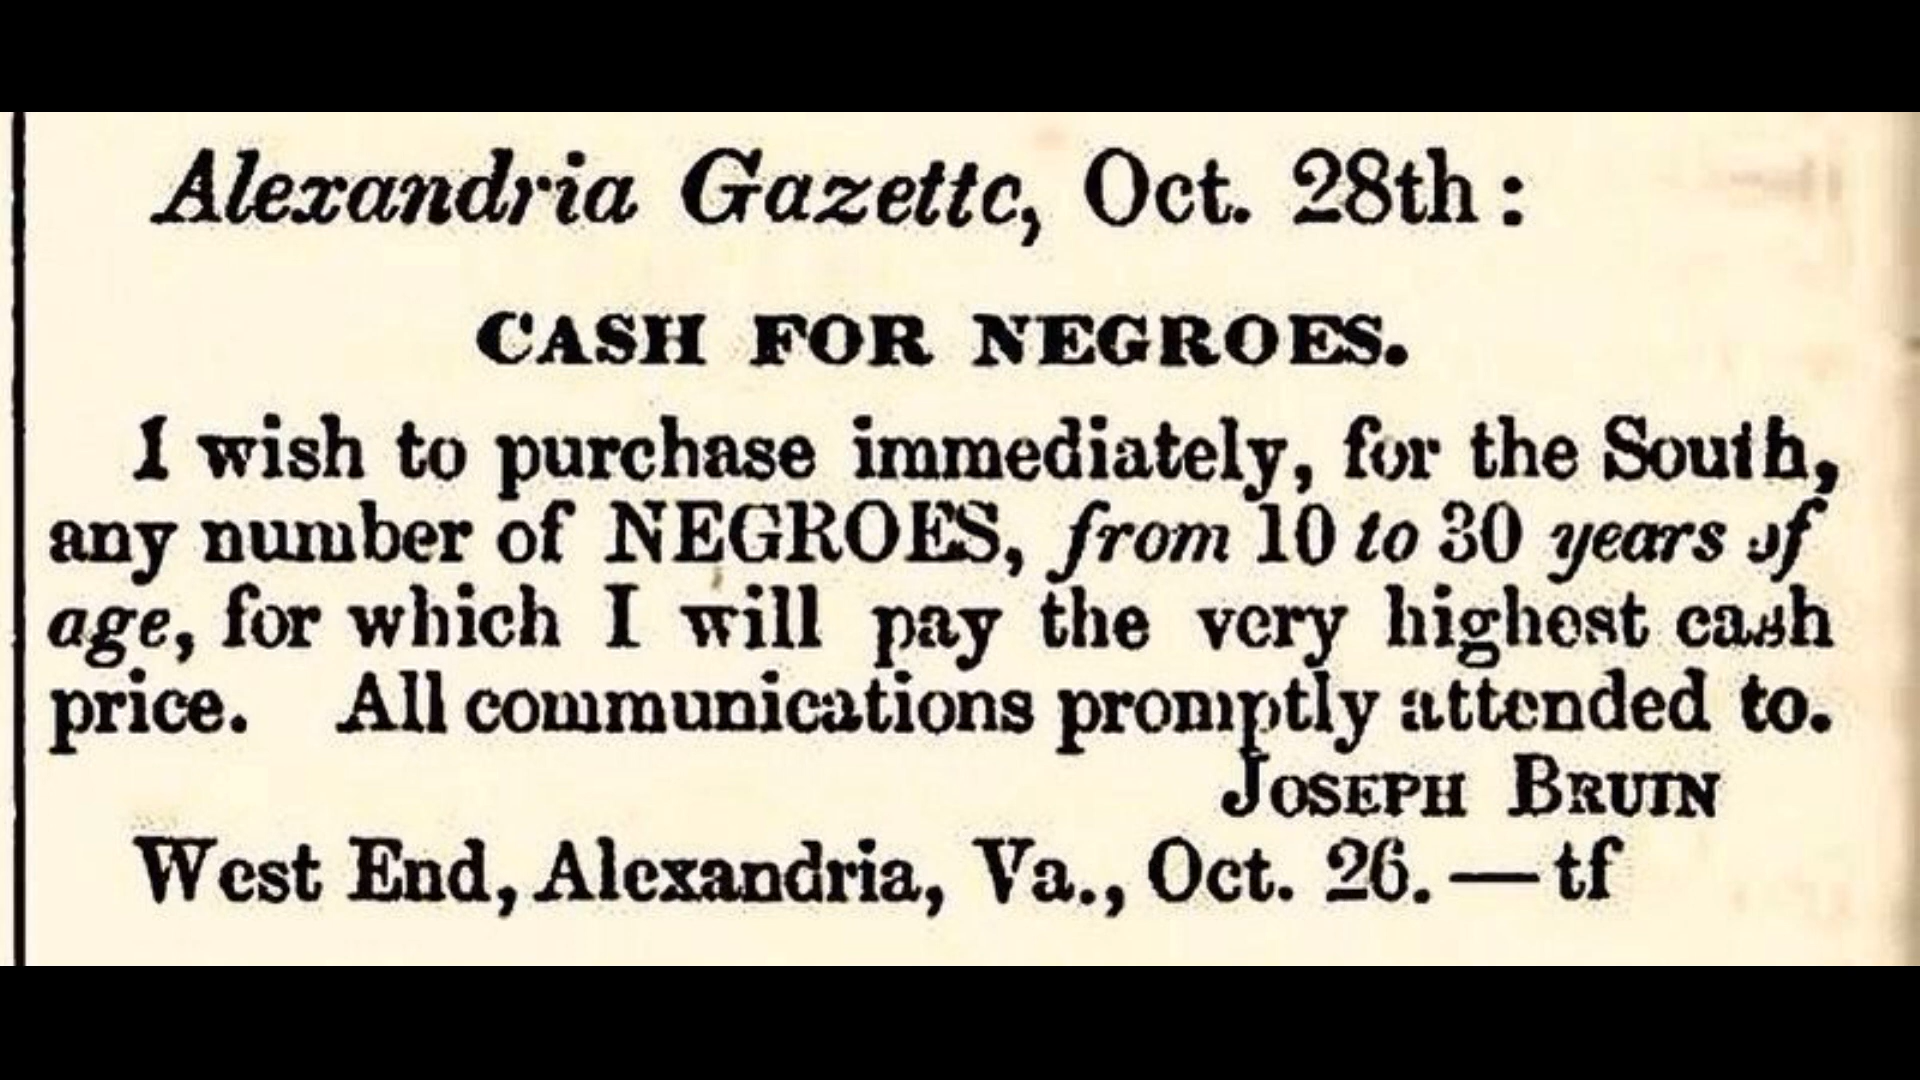 Alexandria Gazette, Oct. 28th:
CASH FOR NEGROES.
I wish to purchase immediately, for the South,
any number of NEGROES, from 10 to 30 years of
age, for which I will pay the very highest cash
price. All communications promptly attended to.
JOSEPH BRUIN
West End, Alexandria, Va., Oct. 26.—tf